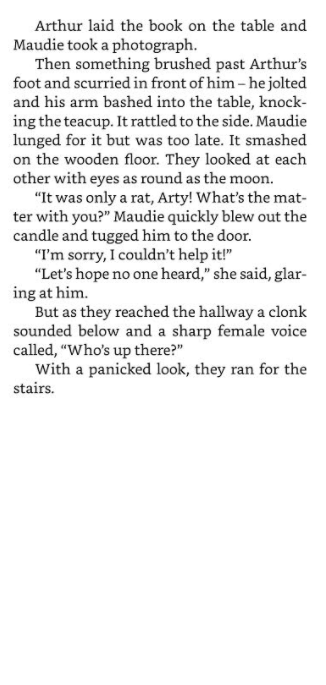 Arthur laid the book on the table and
Maudie took a photograph.
Then something brushed past Arthur’s
foot and scurried in front of him – he jolted
and his arm bashed into the table, knock-
ing the teacup. It rattled to the side. Maudie
lunged for it but was too late. It smashed
on the wooden floor. They looked at each
other with eyes as round as the moon.
“It was only a rat, Arty! What’s the mat-
ter with you?” Maudie quickly blew out the
candle and tugged him to the door.
“I’m sorry, I couldn’t help it!”
“Let’s hope no one heard,” she said, glar-
ing at him.
But as they reached the hallway a clonk
sounded below and a sharp female voice
called, “Who’s up there?”
With a panicked look, they ran for the
stairs.